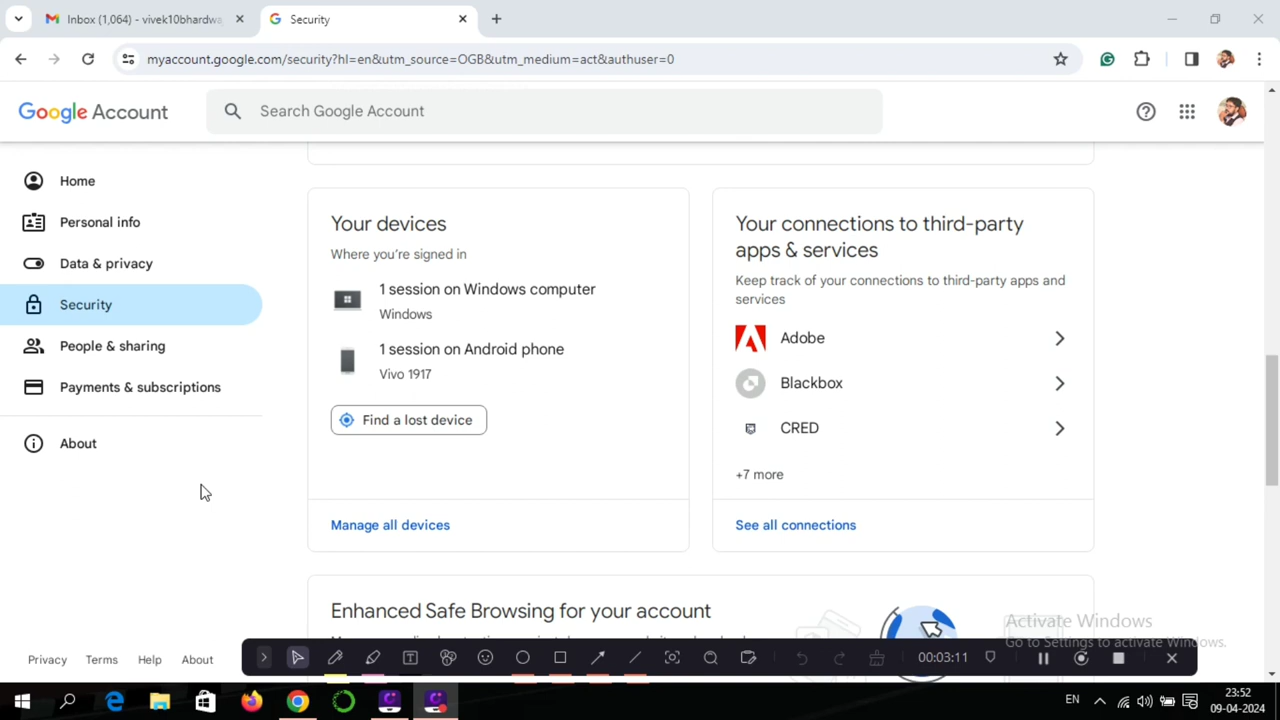 Inbox (1,064) - vivek10bhardwa
Security
myaccount.google.com/security?hl=en&utm_source=OGB&utm_medium=act&authuser=0
Google Account
Search Google Account
Home
Personal info
Data & privacy
Security
People & sharing
Payments & subscriptions
About
Your devices
Where you're signed in
1 session on Windows computer
Windows
1 session on Android phone
Vivo 1917
Find a lost device
Manage all devices
Your connections to third-party
apps & services
Keep track of your connections to third-party apps and
services
Adobe
Blackbox
CRED
+7 more
See all connections
Enhanced Safe Browsing for your account
Activate Windows
Go to Settings to activate Windows.
Privacy Terms Help About
00:03:11
EN
23:52
09-04-2024